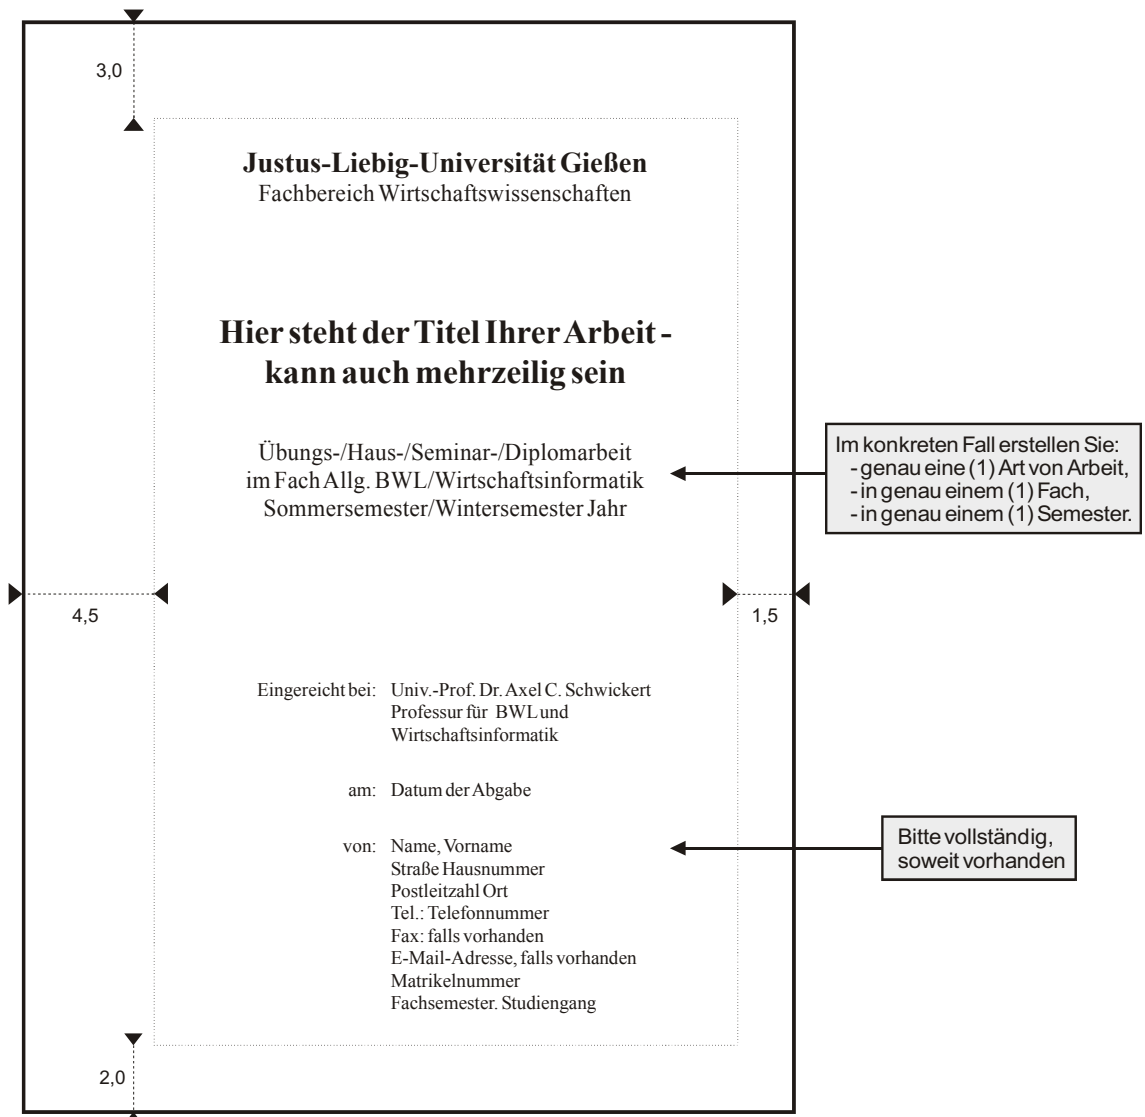 3,0
Justus-Liebig-Universität Gießen
Fachbereich Wirtschaftswissenschaften
Hier steht der Titel Ihrer Arbeit -
kann auch mehrzeilig sein
Übungs-/Haus-/Seminar-/Diplomarbeit
im Fach Allg. BWL/Wirtschaftsinformatik
Sommersemester/Wintersemester Jahr
Im konkreten Fall erstellen Sie:
- genau eine (1) Art von Arbeit,
- in genau einem (1) Fach,
- in genau einem (1) Semester.
4,5
1,5
Eingereicht bei: Univ.-Prof. Dr. Axel C. Schwickert
Professur für BWL und
Wirtschaftsinformatik
am: Datum der Abgabe
von: Name, Vorname
Straße Hausnummer
Postleitzahl Ort
Tel.: Telefonnummer
Fax: falls vorhanden
E-Mail-Adresse, falls vorhanden
Matrikelnummer
Fachsemester. Studiengang
Bitte vollständig,
soweit vorhanden
2,0